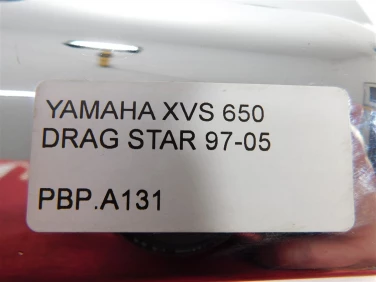 YAMAHA XVS 650
DRAG STAR 97-05
PBP.A131